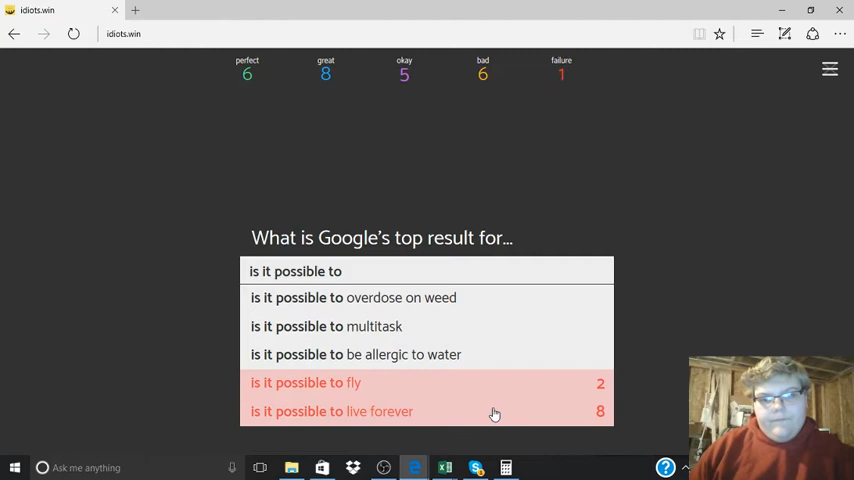 idiots.win
idiots.win
perfect great okay bad failure
6 8 5 6 1
What is Google's top result for...
is it possible to
is it possible to overdose on weed
is it possible to multitask
is it possible to be allergic to water
is it possible to fly 2
is it possible to live forever 8
Ask me anything